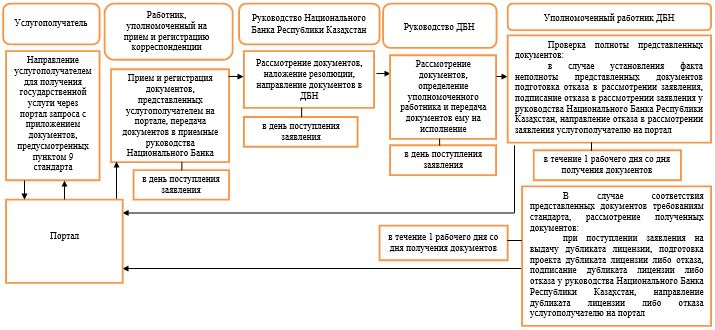 Услугополучатель
Работник,
уполномоченный на
прием и регистрацию
корреспонденции
Руководство Национального
Банка Республики Казахстан
Руководство ДБН
Уполномоченный работник ДБН
Направление
услугополучателем
для получения
государственной
услуги через
портал запроса с
приложением
документов,
предусмотренных
пунктом 9
стандарта
Прием и регистрация
документов,
представленных
услугополучателем на
портале, передача
документов в приемные
руководства
Национального Банка
в день поступления
заявления
Рассмотрение документов,
наложение резолюции,
направление документов в
ДБН
в день поступления
заявления
Рассмотрение
документов,
определение
уполномоченного
работника и передача
документов ему на
исполнение
в день поступления
заявления
Проверка полноты представленных
документов:
в случае установления факта
неполноты представленных документов
подготовка отказа в рассмотрении заявления,
подписание отказа в рассмотрении заявления у
руководства Национального Банка Республики
Казахстан, направление отказа в рассмотрении
заявления услугополучателю на портал
в течение 1 рабочего дня со дня
получения документов
Портал
в течение 1 рабочего дня со
дня получения документов
В случае соответствия
представленных документов требованиям
стандарта, рассмотрение полученных
документов:
при поступлении заявления на
выдачу дубликата лицензии, подготовка
проекта дубликата лицензии либо отказа,
подписание дубликата лицензии либо
отказа у руководства Национального Банка
Республики Казахстан, направление
дубликата лицензии либо отказа
услугополучателю на портал